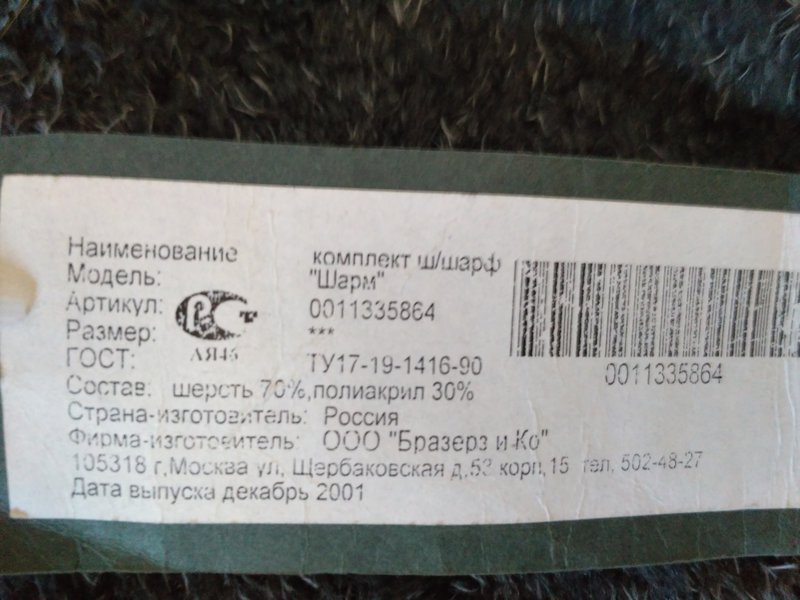 Наименование комплект ш/шарф
Модель: "Шарм"
Артикул: 0011335864
Размер: ***
АЯ46
ГОСТ: ТУ17-19-1416-90
0011335864
Состав: шерсть 70%,полиакрил 30%
Страна-изготовитель: Россия
Фирма-изготовитель: ООО "Бразерз и Ко"
105318 г,Москва ул, Щербаковская д,53 корп,15 тел, 502-48-27
Дата выпуска декабрь 2001